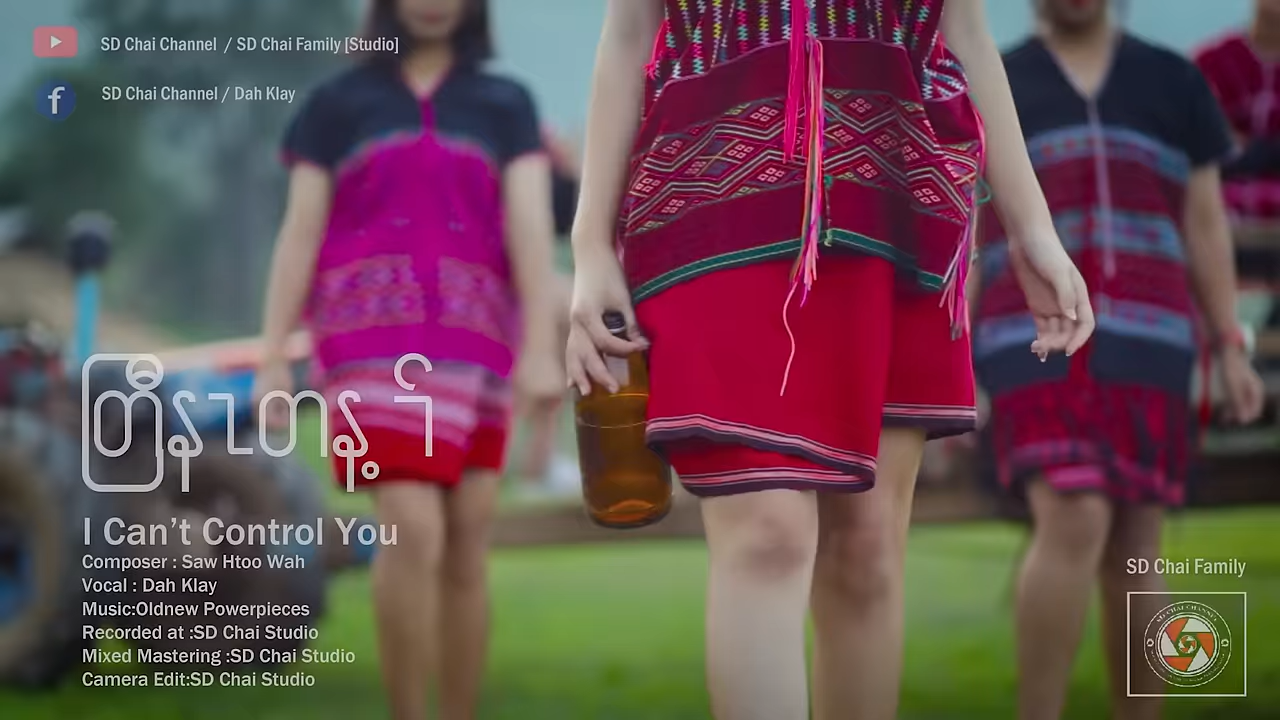 SD Chai Channel / SD Chai Family [Studio]
f
SD Chai Channel / Dah Klay
I Can't Control You
Composer : Saw Htoo Wah
Vocal : Dah Klay
Music:Oldnew Powerpieces
Recorded at :SD Chai Studio
Mixed Mastering :SD Chai Studio
Camera Edit:SD Chai Studio
SD Chai Family